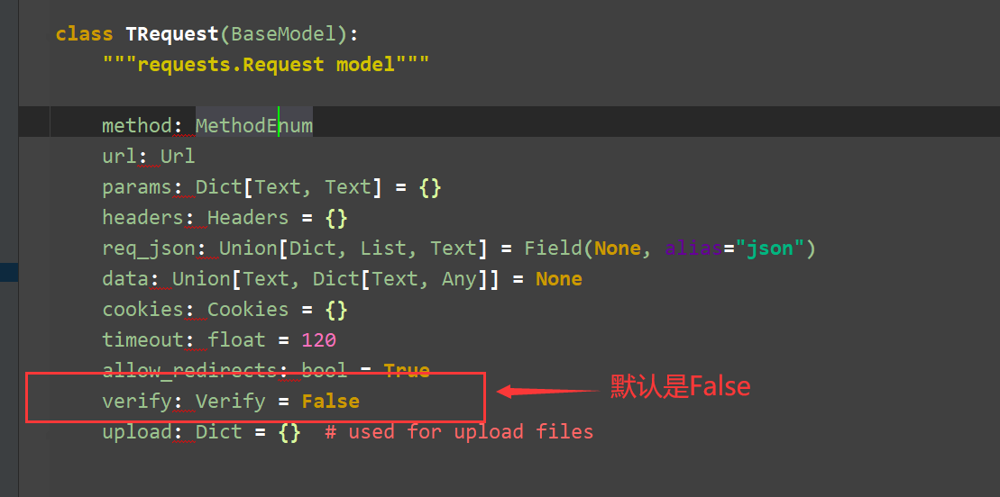 class TRequest(BaseModel):
    """requests.Request model"""
    method: MethodEnum
    url: Url
    params: Dict[Text, Text] = {}
    headers: Headers = {}
    req_json: Union[Dict, List, Text] = Field(None, alias="json")
    data: Union[Text, Dict[Text, Any]] = None
    cookies: Cookies = {}
    timeout: float = 120
    allow_redirects: bool = True
    verify: Verify = False
默认是False
    upload: Dict = {}  # used for upload files